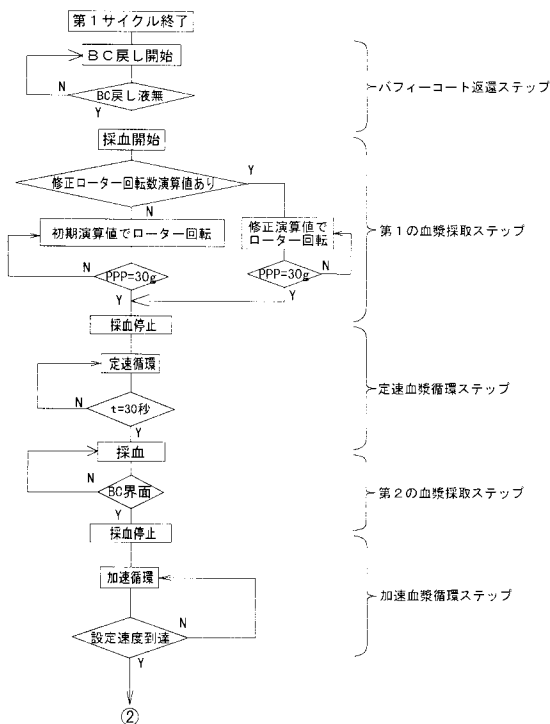 第1サイクル終了
BC戻し開始
N
BC戻し液無
Y
バフィーコート返還ステップ
採血開始
修正ローター回転数演算値あり
Y
N
初期演算値でローター回転
修正演算値で
ローター回転
第1の血漿採取ステップ
N
PPP=30g
Y
N
PPP=30g
Y
採血停止
定速循環
定速血漿循環ステップ
N
t=30秒
Y
採血
N
BC界面
Y
第2の血漿採取ステップ
採血停止
加速循環
加速血漿循環ステップ
設定速度到達
N
Y
②